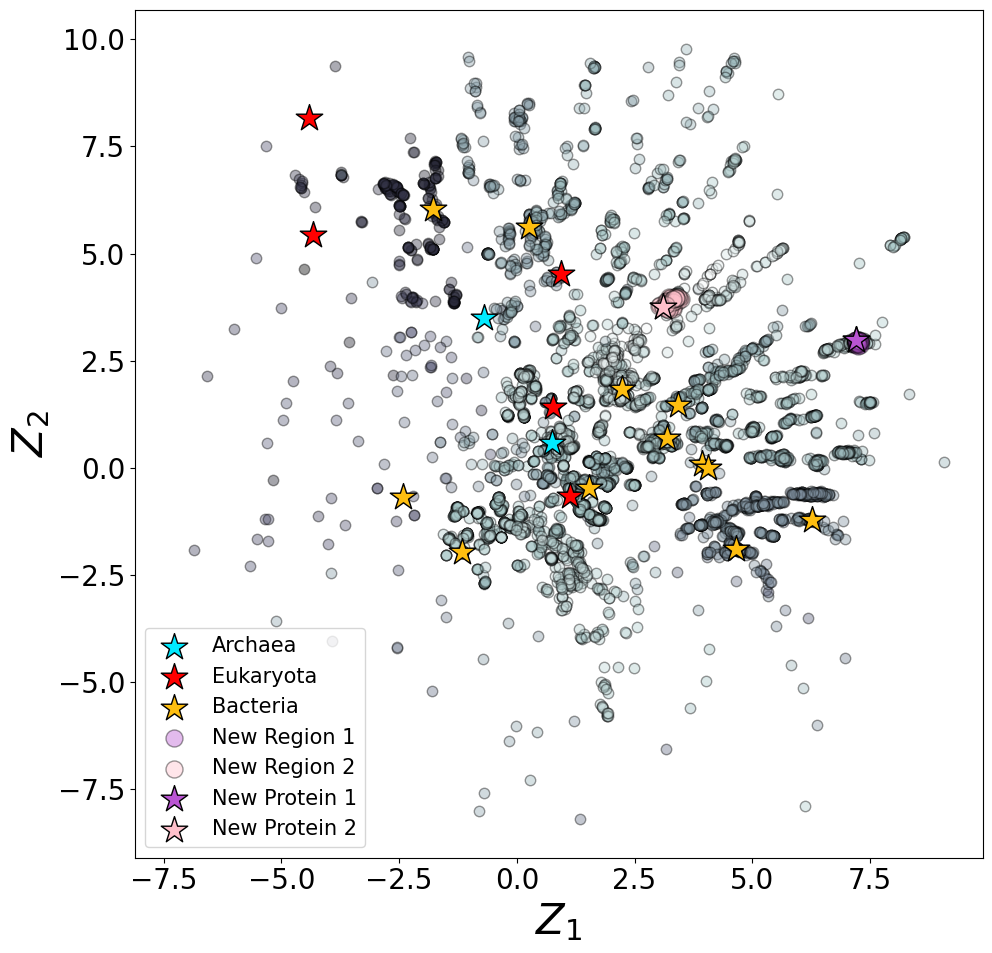 10.0
7.5
5.0
2.5
0.0
−2.5
−5.0
−7.5
Z2
Archaea
Eukaryota
Bacteria
New Region 1
New Region 2
New Protein 1
New Protein 2
−7.5 −5.0 −2.5 0.0 2.5 5.0 7.5
Z1